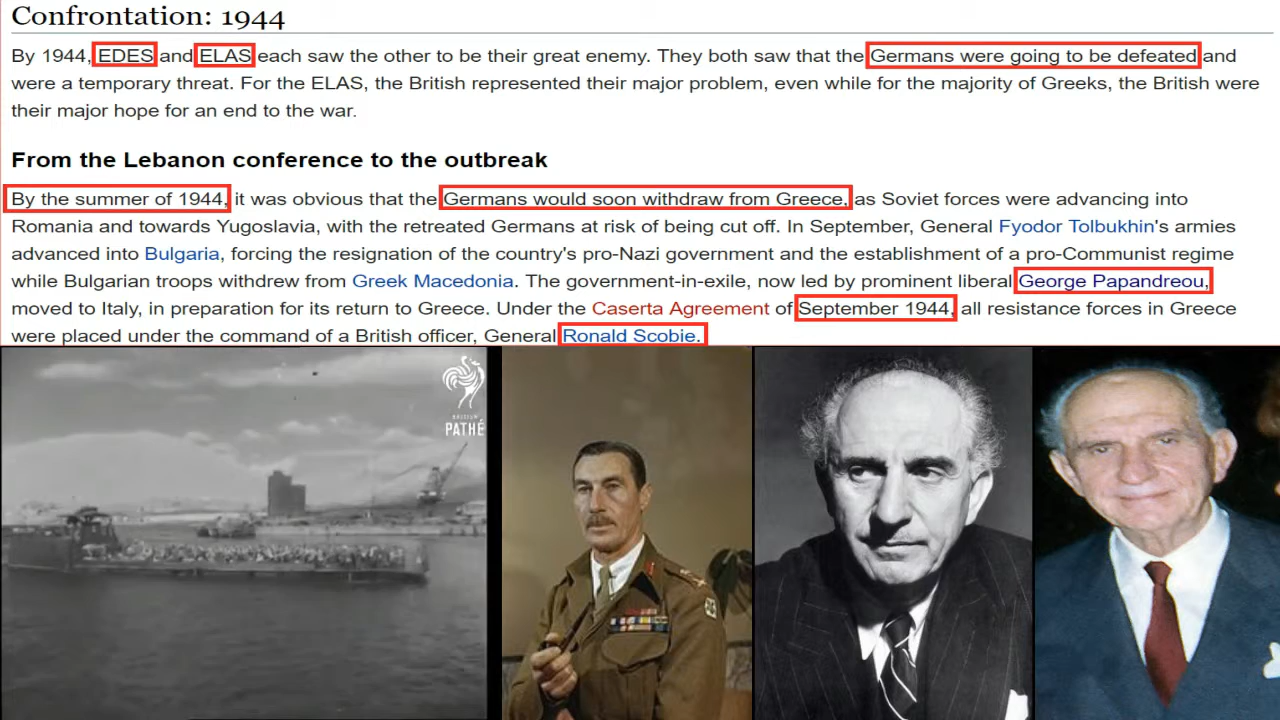 Confrontation: 1944
By 1944, EDES and ELAS each saw the other to be their great enemy. They both saw that the Germans were going to be defeated and
were a temporary threat. For the ELAS, the British represented their major problem, even while for the majority of Greeks, the British were
their major hope for an end to the war.
From the Lebanon conference to the outbreak
By the summer of 1944, it was obvious that the Germans would soon withdraw from Greece, as Soviet forces were advancing into
Romania and towards Yugoslavia, with the retreated Germans at risk of being cut off. In September, General Fyodor Tolbukhin's armies
advanced into Bulgaria, forcing the resignation of the country's pro-Nazi government and the establishment of a pro-Communist regime
while Bulgarian troops withdrew from Greek Macedonia. The government-in-exile, now led by prominent liberal George Papandreou,
moved to Italy, in preparation for its return to Greece. Under the Caserta Agreement of September 1944, all resistance forces in Greece
were placed under the command of a British officer, General Ronald Scobie.
BRITISH
PATHÉ